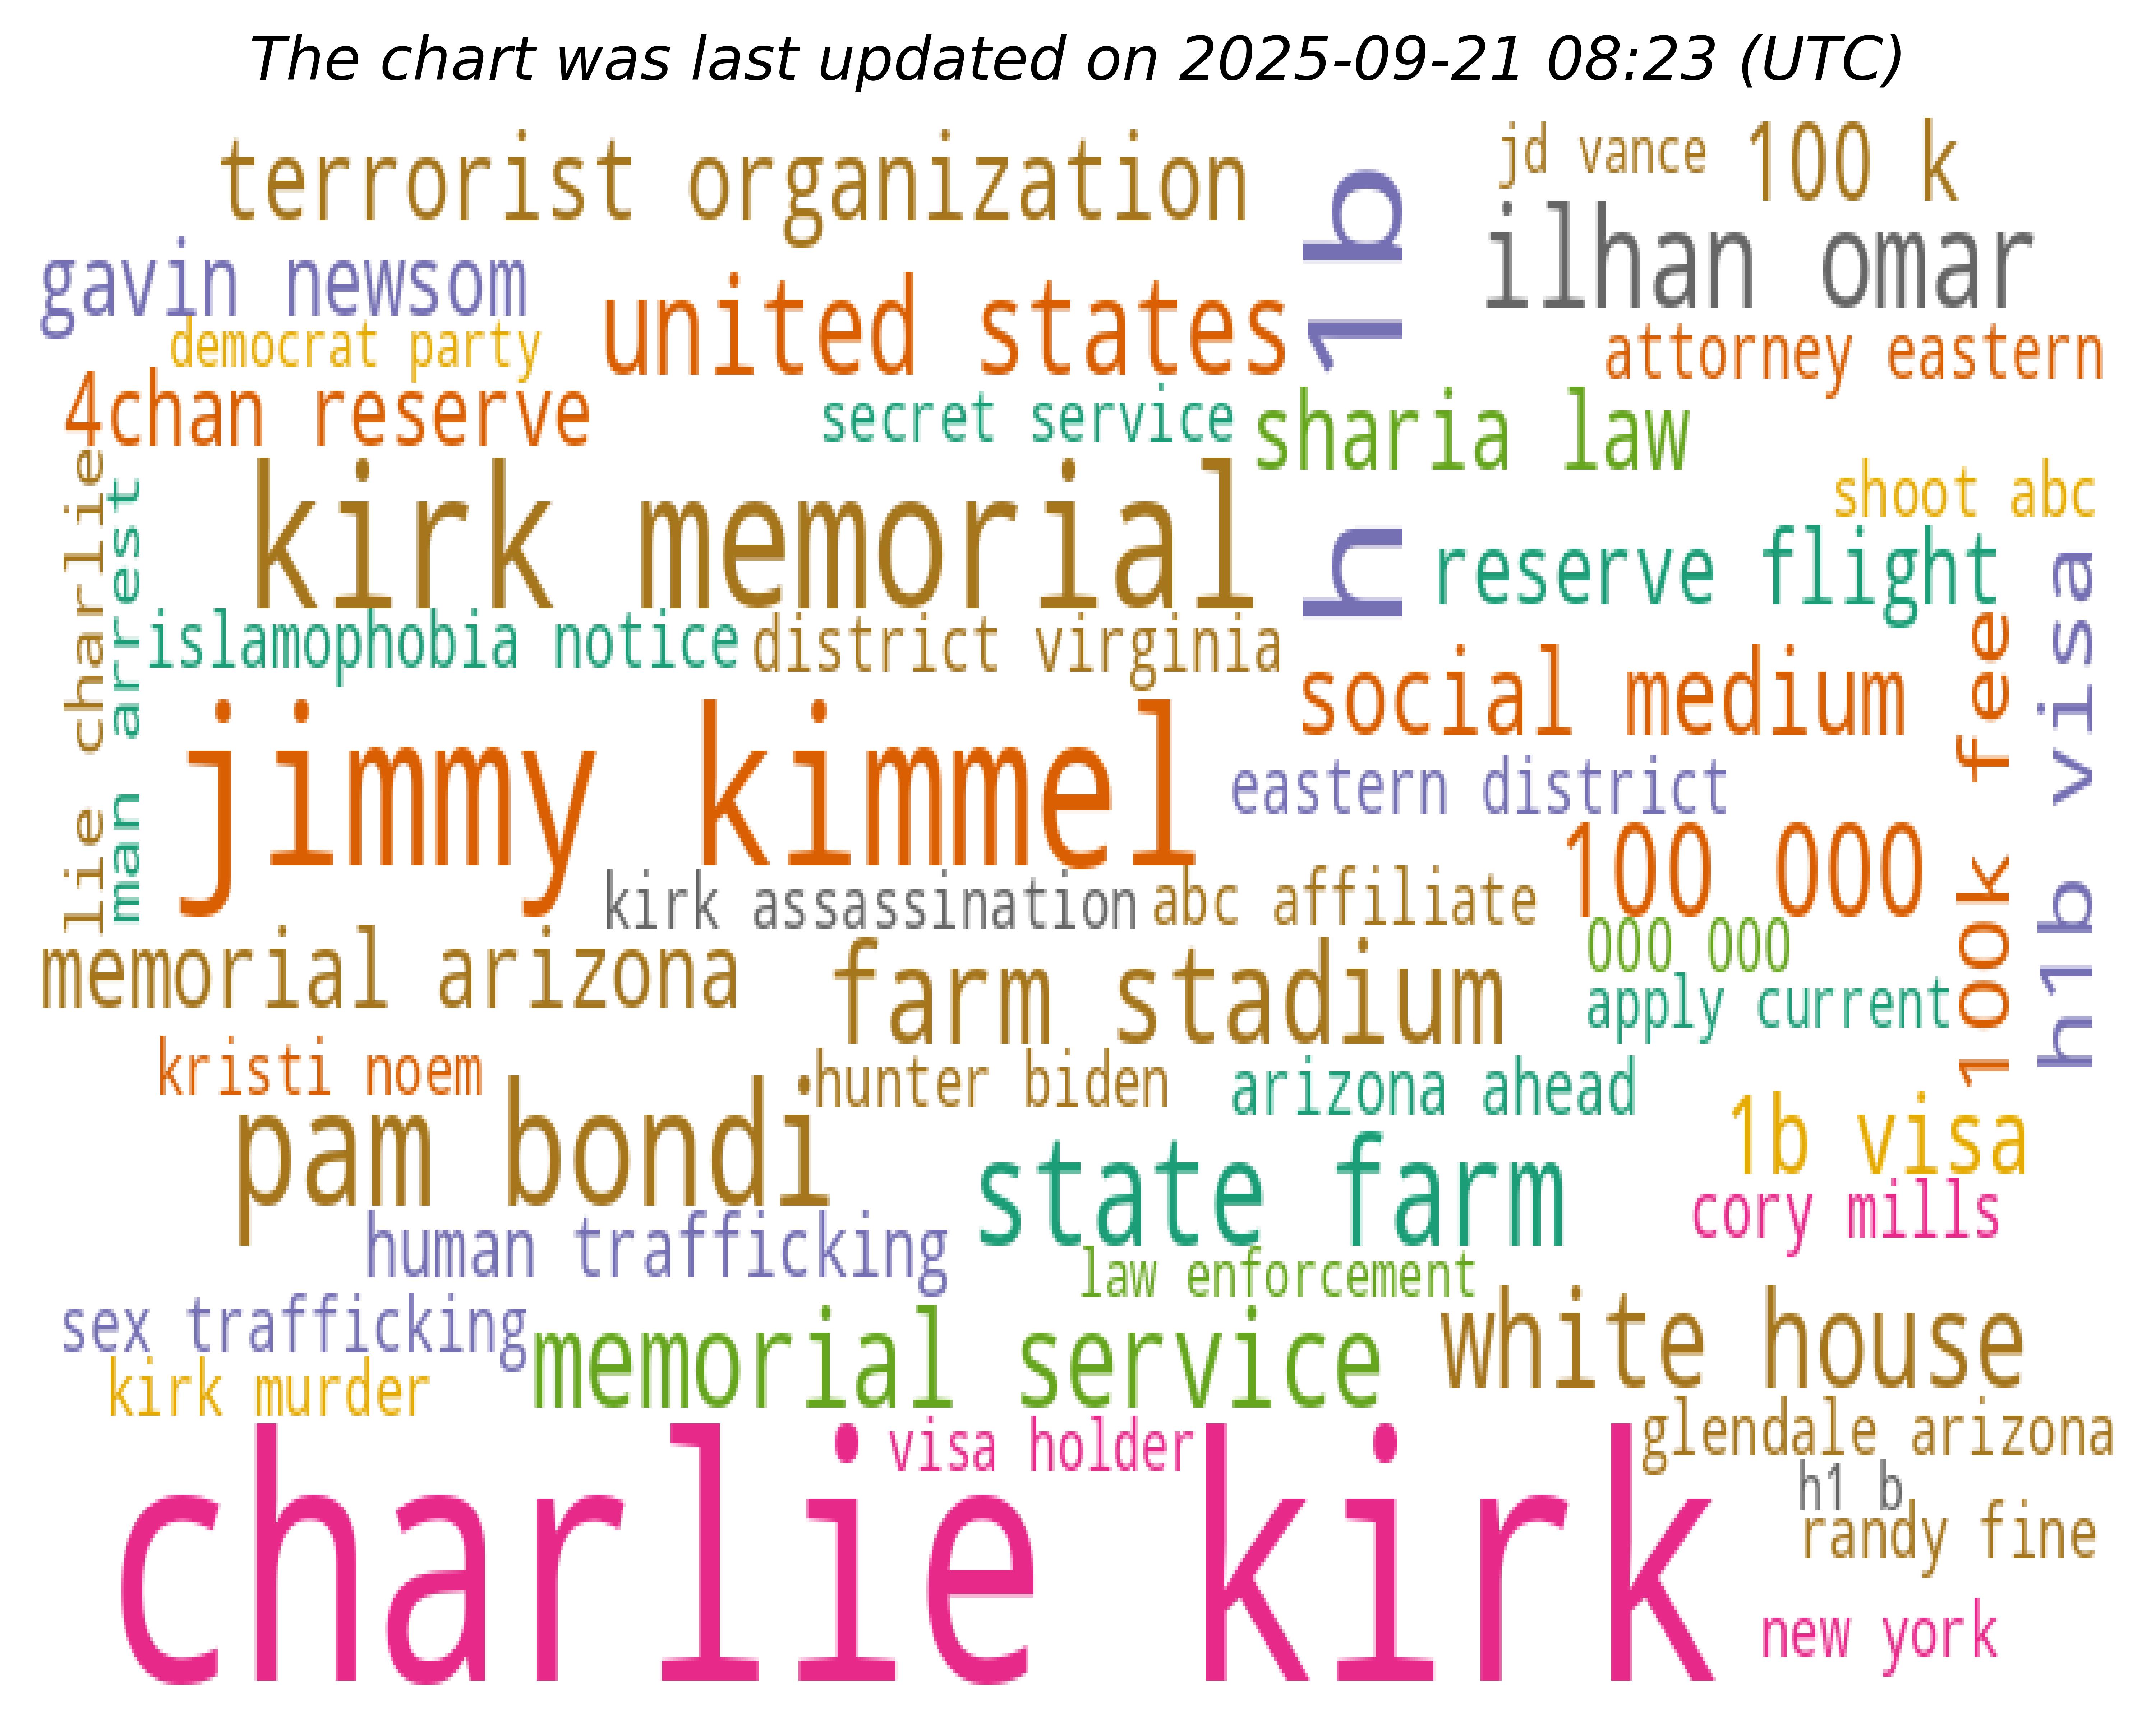 The chart was last updated on 2025-09-21 08:23 (UTC)
terrorist organization
jd vance
100 k
h 1b
ilhan omar
gavin newsom
united states
democrat party
attorney eastern
4chan reserve
secret service
sharia law
lie charlie
man arrest
kirk memorial
shoot abc
reserve flight
h1b visa
islamophobia notice
district virginia
100k fee
social medium
jimmy kimmel
eastern district
100 000
kirk assassination
abc affiliate
000 000
memorial arizona
farm stadium
apply current
kristi noem
hunter biden
arizona ahead
pam bondi
1b visa
state farm
cory mills
human trafficking
law enforcement
sex trafficking
memorial service
white house
kirk murder
glendale arizona
visa holder
charlie kirk
h1 b
randy fine
new york